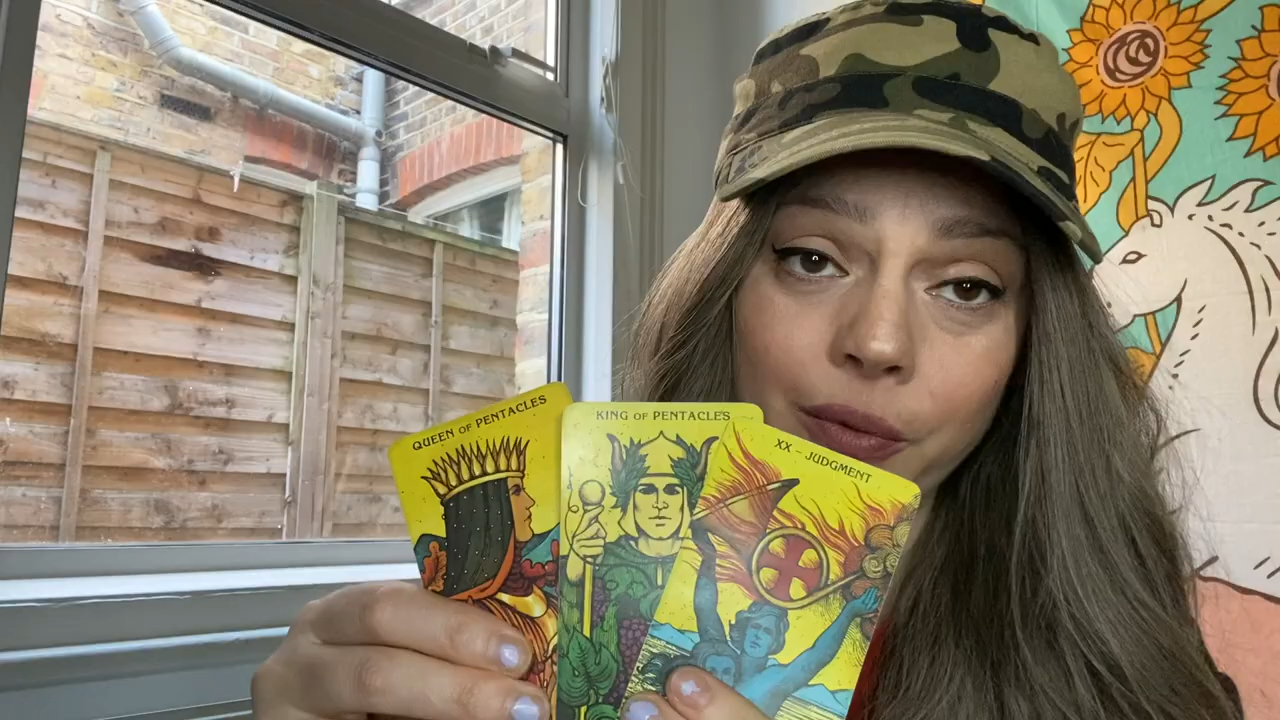 QUEEN OF PENTACLES
KING OF PENTACLES
XX - JUDGMENT